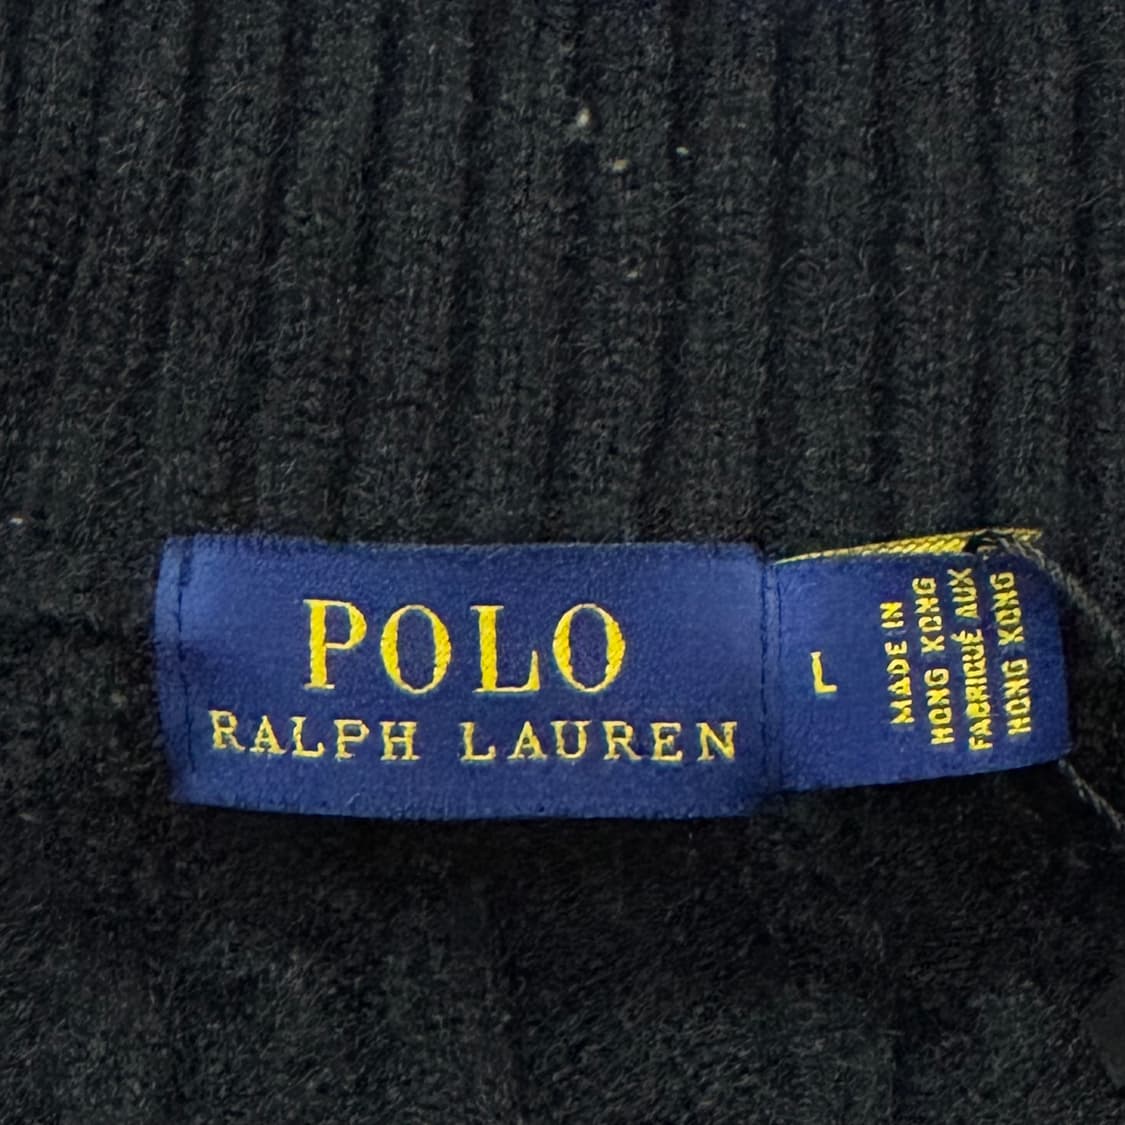 POLO
RALPH LAUREN
L
MADE IN
HONG KONG
FABRIQUÉ AUX
HONG KONG